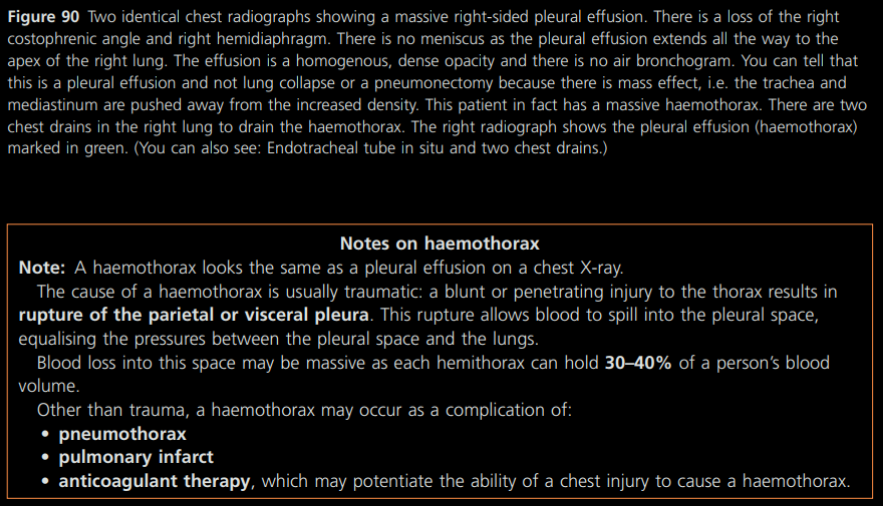 Figure 90 Two identical chest radiographs showing a massive right-sided pleural effusion. There is a loss of the right
costophrenic angle and right hemidiaphragm. There is no meniscus as the pleural effusion extends all the way to the
apex of the right lung. The effusion is a homogenous, dense opacity and there is no air bronchogram. You can tell that
this is a pleural effusion and not lung collapse or a pneumonectomy because there is mass effect, i.e. the trachea and
mediastinum are pushed away from the increased density. This patient in fact has a massive haemothorax. There are two
chest drains in the right lung to drain the haemothorax. The right radiograph shows the pleural effusion (haemothorax)
marked in green. (You can also see: Endotracheal tube in situ and two chest drains.)
Notes on haemothorax
Note: A haemothorax looks the same as a pleural effusion on a chest X-ray.
The cause of a haemothorax is usually traumatic: a blunt or penetrating injury to the thorax results in
rupture of the parietal or visceral pleura. This rupture allows blood to spill into the pleural space,
equalising the pressures between the pleural space and the lungs.
Blood loss into this space may be massive as each hemithorax can hold 30–40% of a person's blood
volume.
Other than trauma, a haemothorax may occur as a complication of:
• pneumothorax
• pulmonary infarct
• anticoagulant therapy, which may potentiate the ability of a chest injury to cause a haemothorax.